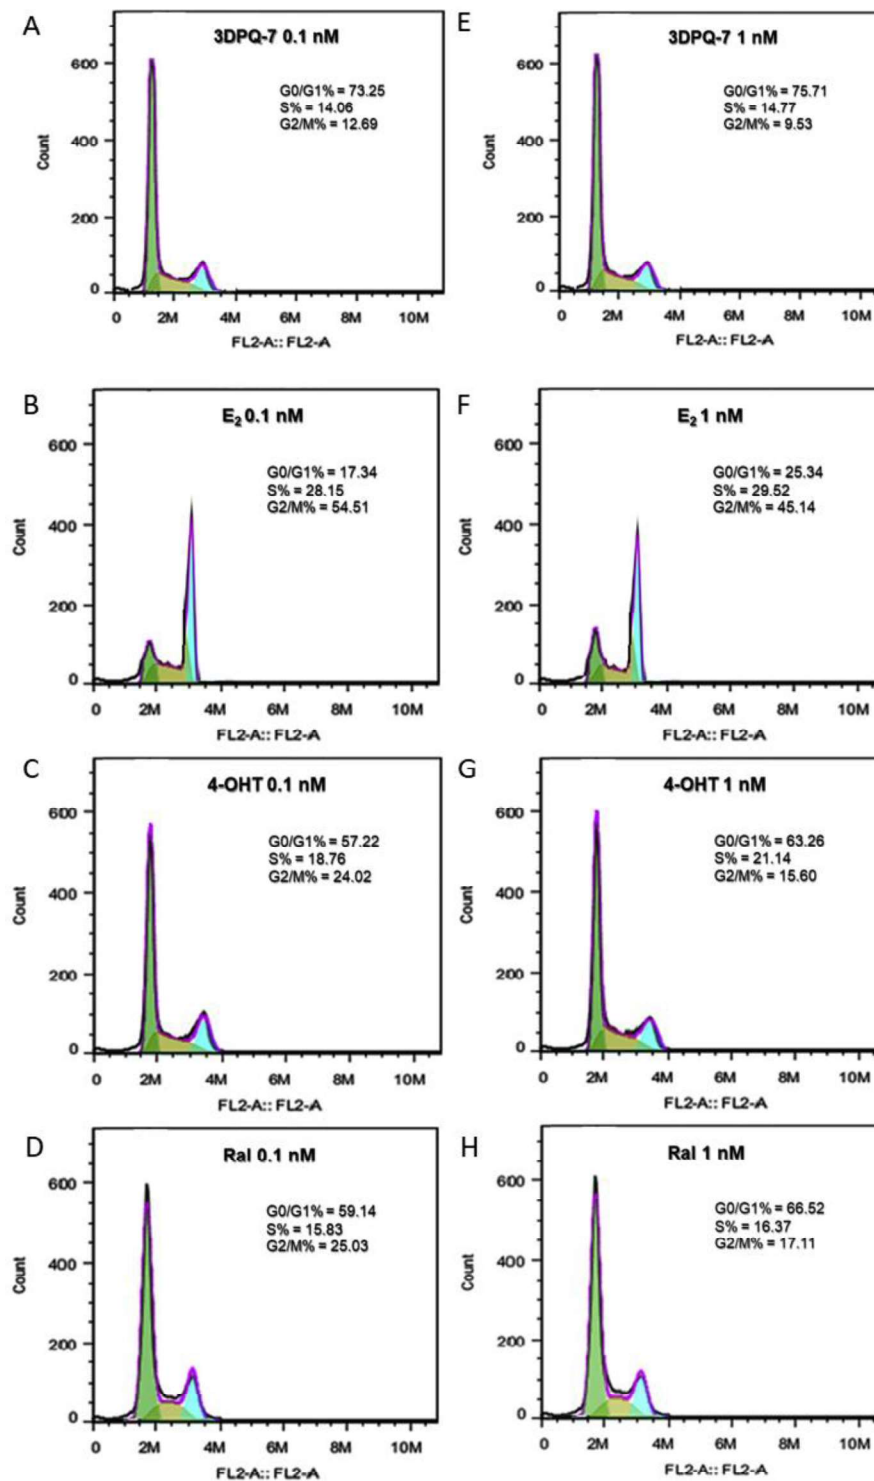 A
3DPQ-7 0.1 nM
G0/G1% = 73.25
S% = 14.06
G2/M% = 12.69
Count
600
400
200
0
0 2M 4M 6M 8M 10M
FL2-A:: FL2-A
E
3DPQ-7 1 nM
G0/G1% = 75.71
S% = 14.77
G2/M% = 9.53
Count
600
400
200
0
0 2M 4M 6M 8M 10M
FL2-A:: FL2-A
B
E₂ 0.1 nM
G0/G1% = 17.34
S% = 28.15
G2/M% = 54.51
Count
600
400
200
0
0 2M 4M 6M 8M 10M
FL2-A:: FL2-A
F
E₂ 1 nM
G0/G1% = 25.34
S% = 29.52
G2/M% = 45.14
Count
600
400
200
0
0 2M 4M 6M 8M 10M
FL2-A:: FL2-A
C
4-OHT 0.1 nM
G0/G1% = 57.22
S% = 18.76
G2/M% = 24.02
Count
600
400
200
0
0 2M 4M 6M 8M 10M
FL2-A:: FL2-A
G
4-OHT 1 nM
G0/G1% = 63.26
S% = 21.14
G2/M% = 15.60
Count
600
400
200
0
0 2M 4M 6M 8M 10M
FL2-A:: FL2-A
D
Ral 0.1 nM
G0/G1% = 59.14
S% = 15.83
G2/M% = 25.03
Count
600
400
200
0
0 2M 4M 6M 8M 10M
FL2-A:: FL2-A
H
Ral 1 nM
G0/G1% = 66.52
S% = 16.37
G2/M% = 17.11
Count
600
400
200
0
0 2M 4M 6M 8M 10M
FL2-A:: FL2-A